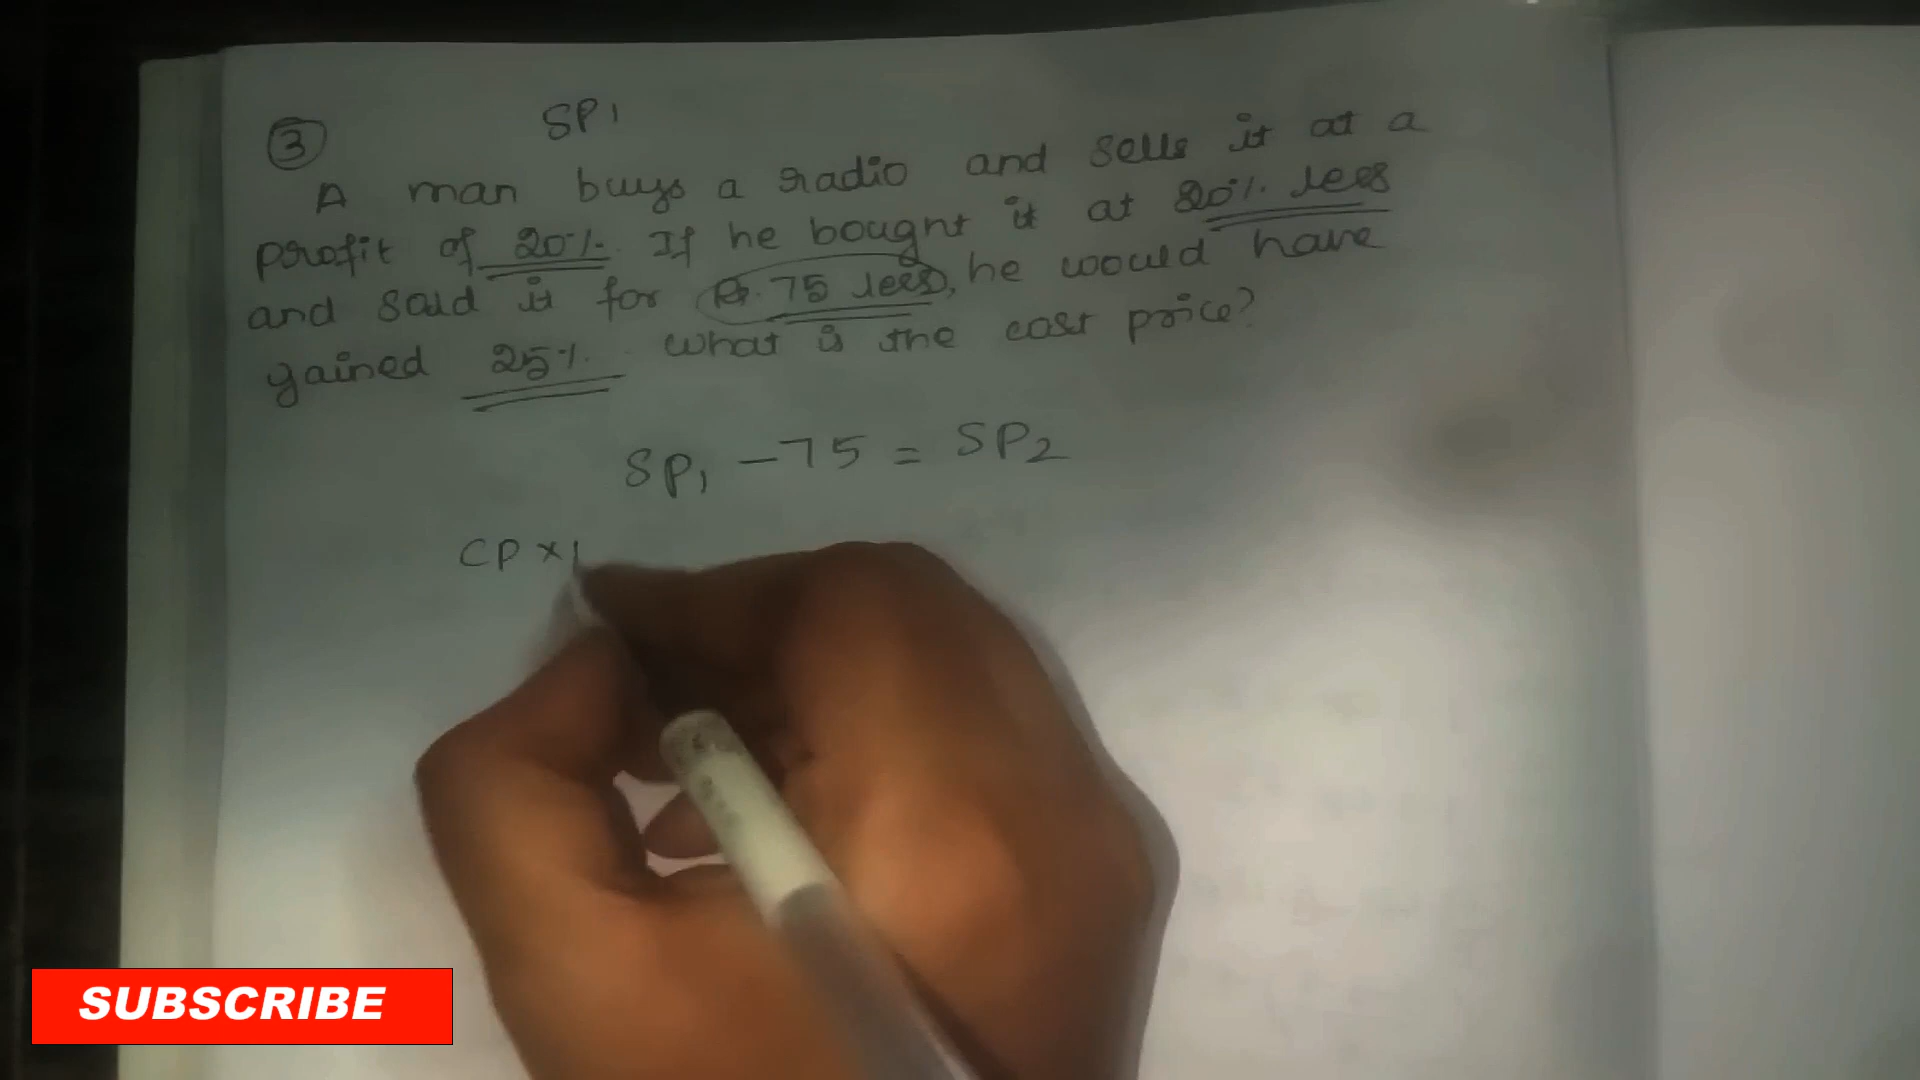 ③
SP1
A man buys a radio and sells it at a
profit of 20%. If he bought it at 20% less
and sold it for Rs. 75 less, he would have
gained 25%. what is the cost price?
SP1 - 75 = SP2
CP × 1
SUBSCRIBE